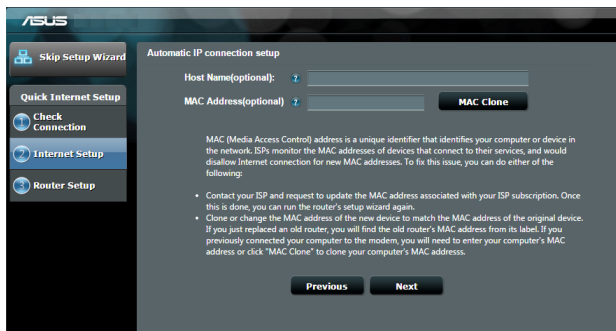 ASUS
Skip Setup Wizard
Automatic IP connection setup
Host Name(optional): ?
Quick Internet Setup
MAC Address(optional) ? MAC Clone
1 Check
Connection
2 Internet Setup
3 Router Setup
MAC (Media Access Control) address is a unique identifier that identifies your computer or device in
the network. ISPs monitor the MAC addresses of devices that connect to their services, and would
disallow Internet connection for new MAC addresses. To fix this issue, you can do either of the
following:
• Contact your ISP and request to update the MAC address associated with your ISP subscription. Once
this is done, you can run the router's setup wizard again.
• Clone or change the MAC address of the new device to match the MAC address of the original device.
If you just replaced an old router, you will find the old router's MAC address from its label. If you
previously connected your computer to the modem, you will need to enter your computer's MAC
address or click "MAC Clone" to clone your computer's MAC addresss.
Previous Next